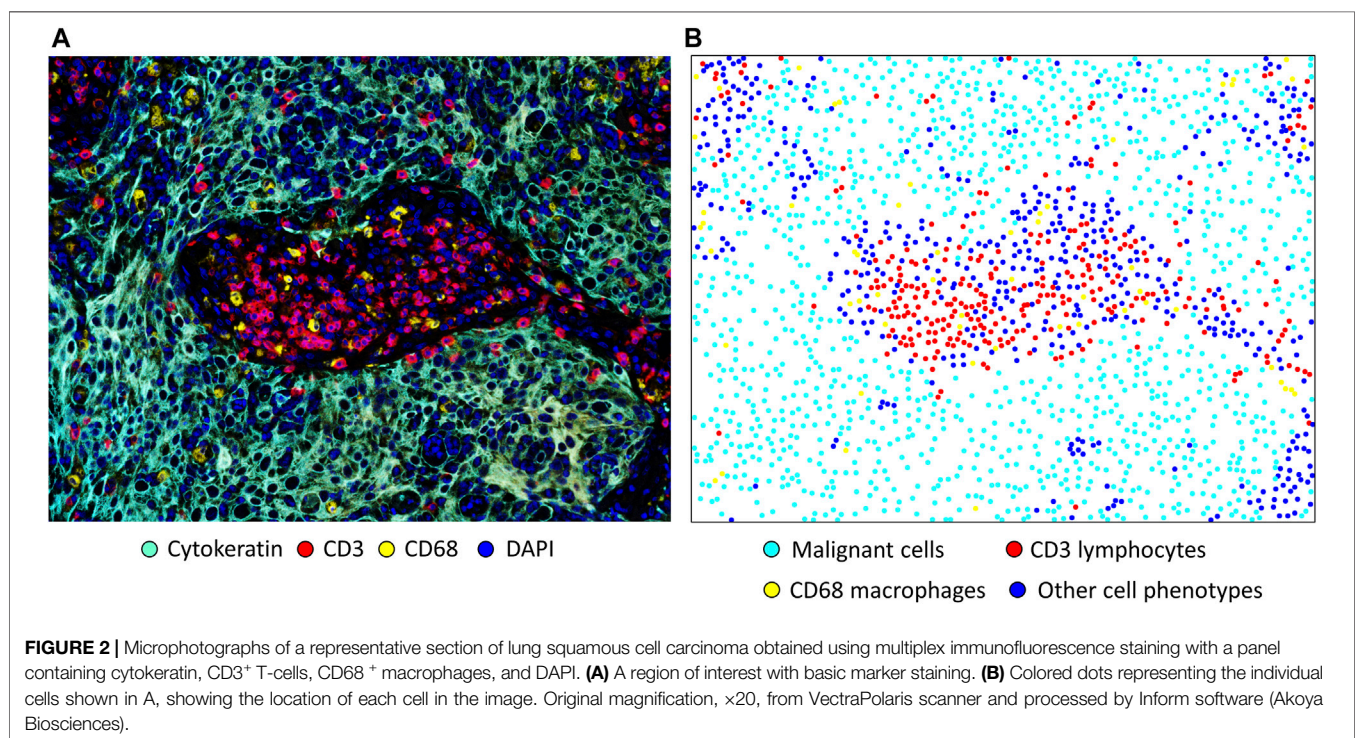 A
B
Cytokeratin CD3 CD68 DAPI
Malignant cells CD3 lymphocytes
CD68 macrophages Other cell phenotypes
FIGURE 2 | Microphotographs of a representative section of lung squamous cell carcinoma obtained using multiplex immunofluorescence staining with a panel
containing cytokeratin, CD3⁺ T-cells, CD68 ⁺ macrophages, and DAPI. (A) A region of interest with basic marker staining. (B) Colored dots representing the individual
cells shown in A, showing the location of each cell in the image. Original magnification, ×20, from VectraPolaris scanner and processed by Inform software (Akoya
Biosciences).